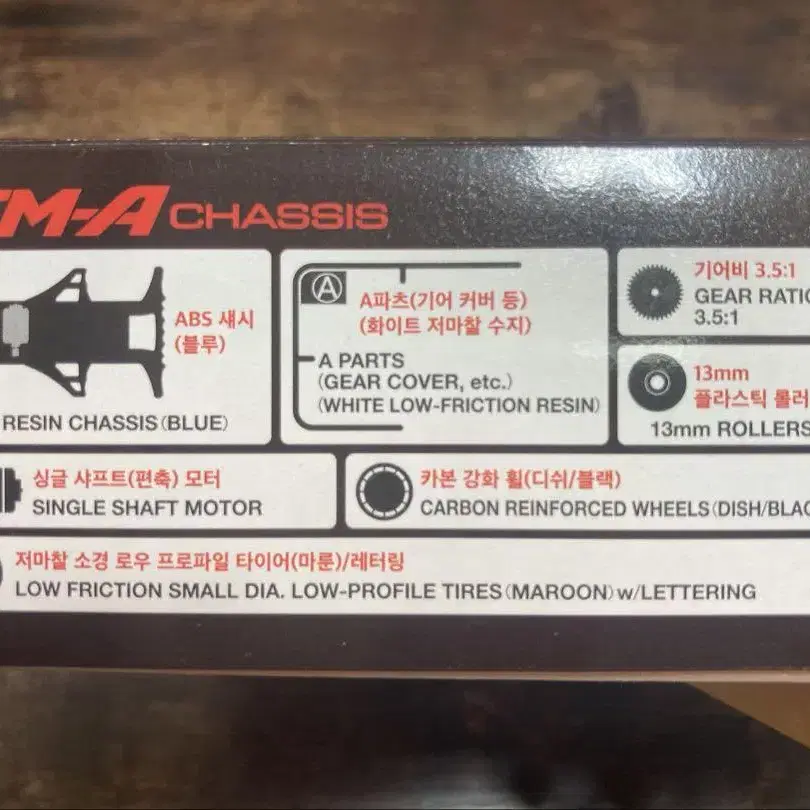 M-A CHASSIS
ABS 섀시
(블루)
RESIN CHASSIS (BLUE)
A
A파츠(기어 커버 등)
(화이트 저마찰 수지)
A PARTS
(GEAR COVER, etc.)
(WHITE LOW-FRICTION RESIN)
기어비 3.5:1
GEAR
3.5:1
13mm
플라스틱 롤러
13mm ROLLERS
싱글 샤프트(편축) 모터
SINGLE SHAFT MOTOR
카본 강화 휠(디쉬/블랙)
CARBON REINFORCED WHEELS (DISH/
저마찰 소경 로우 프로파일 타이어(마룬)/레터링
LOW FRICTION SMALL DIA. LOW-PROFILE TIRES (MAROON) w/LETTERING